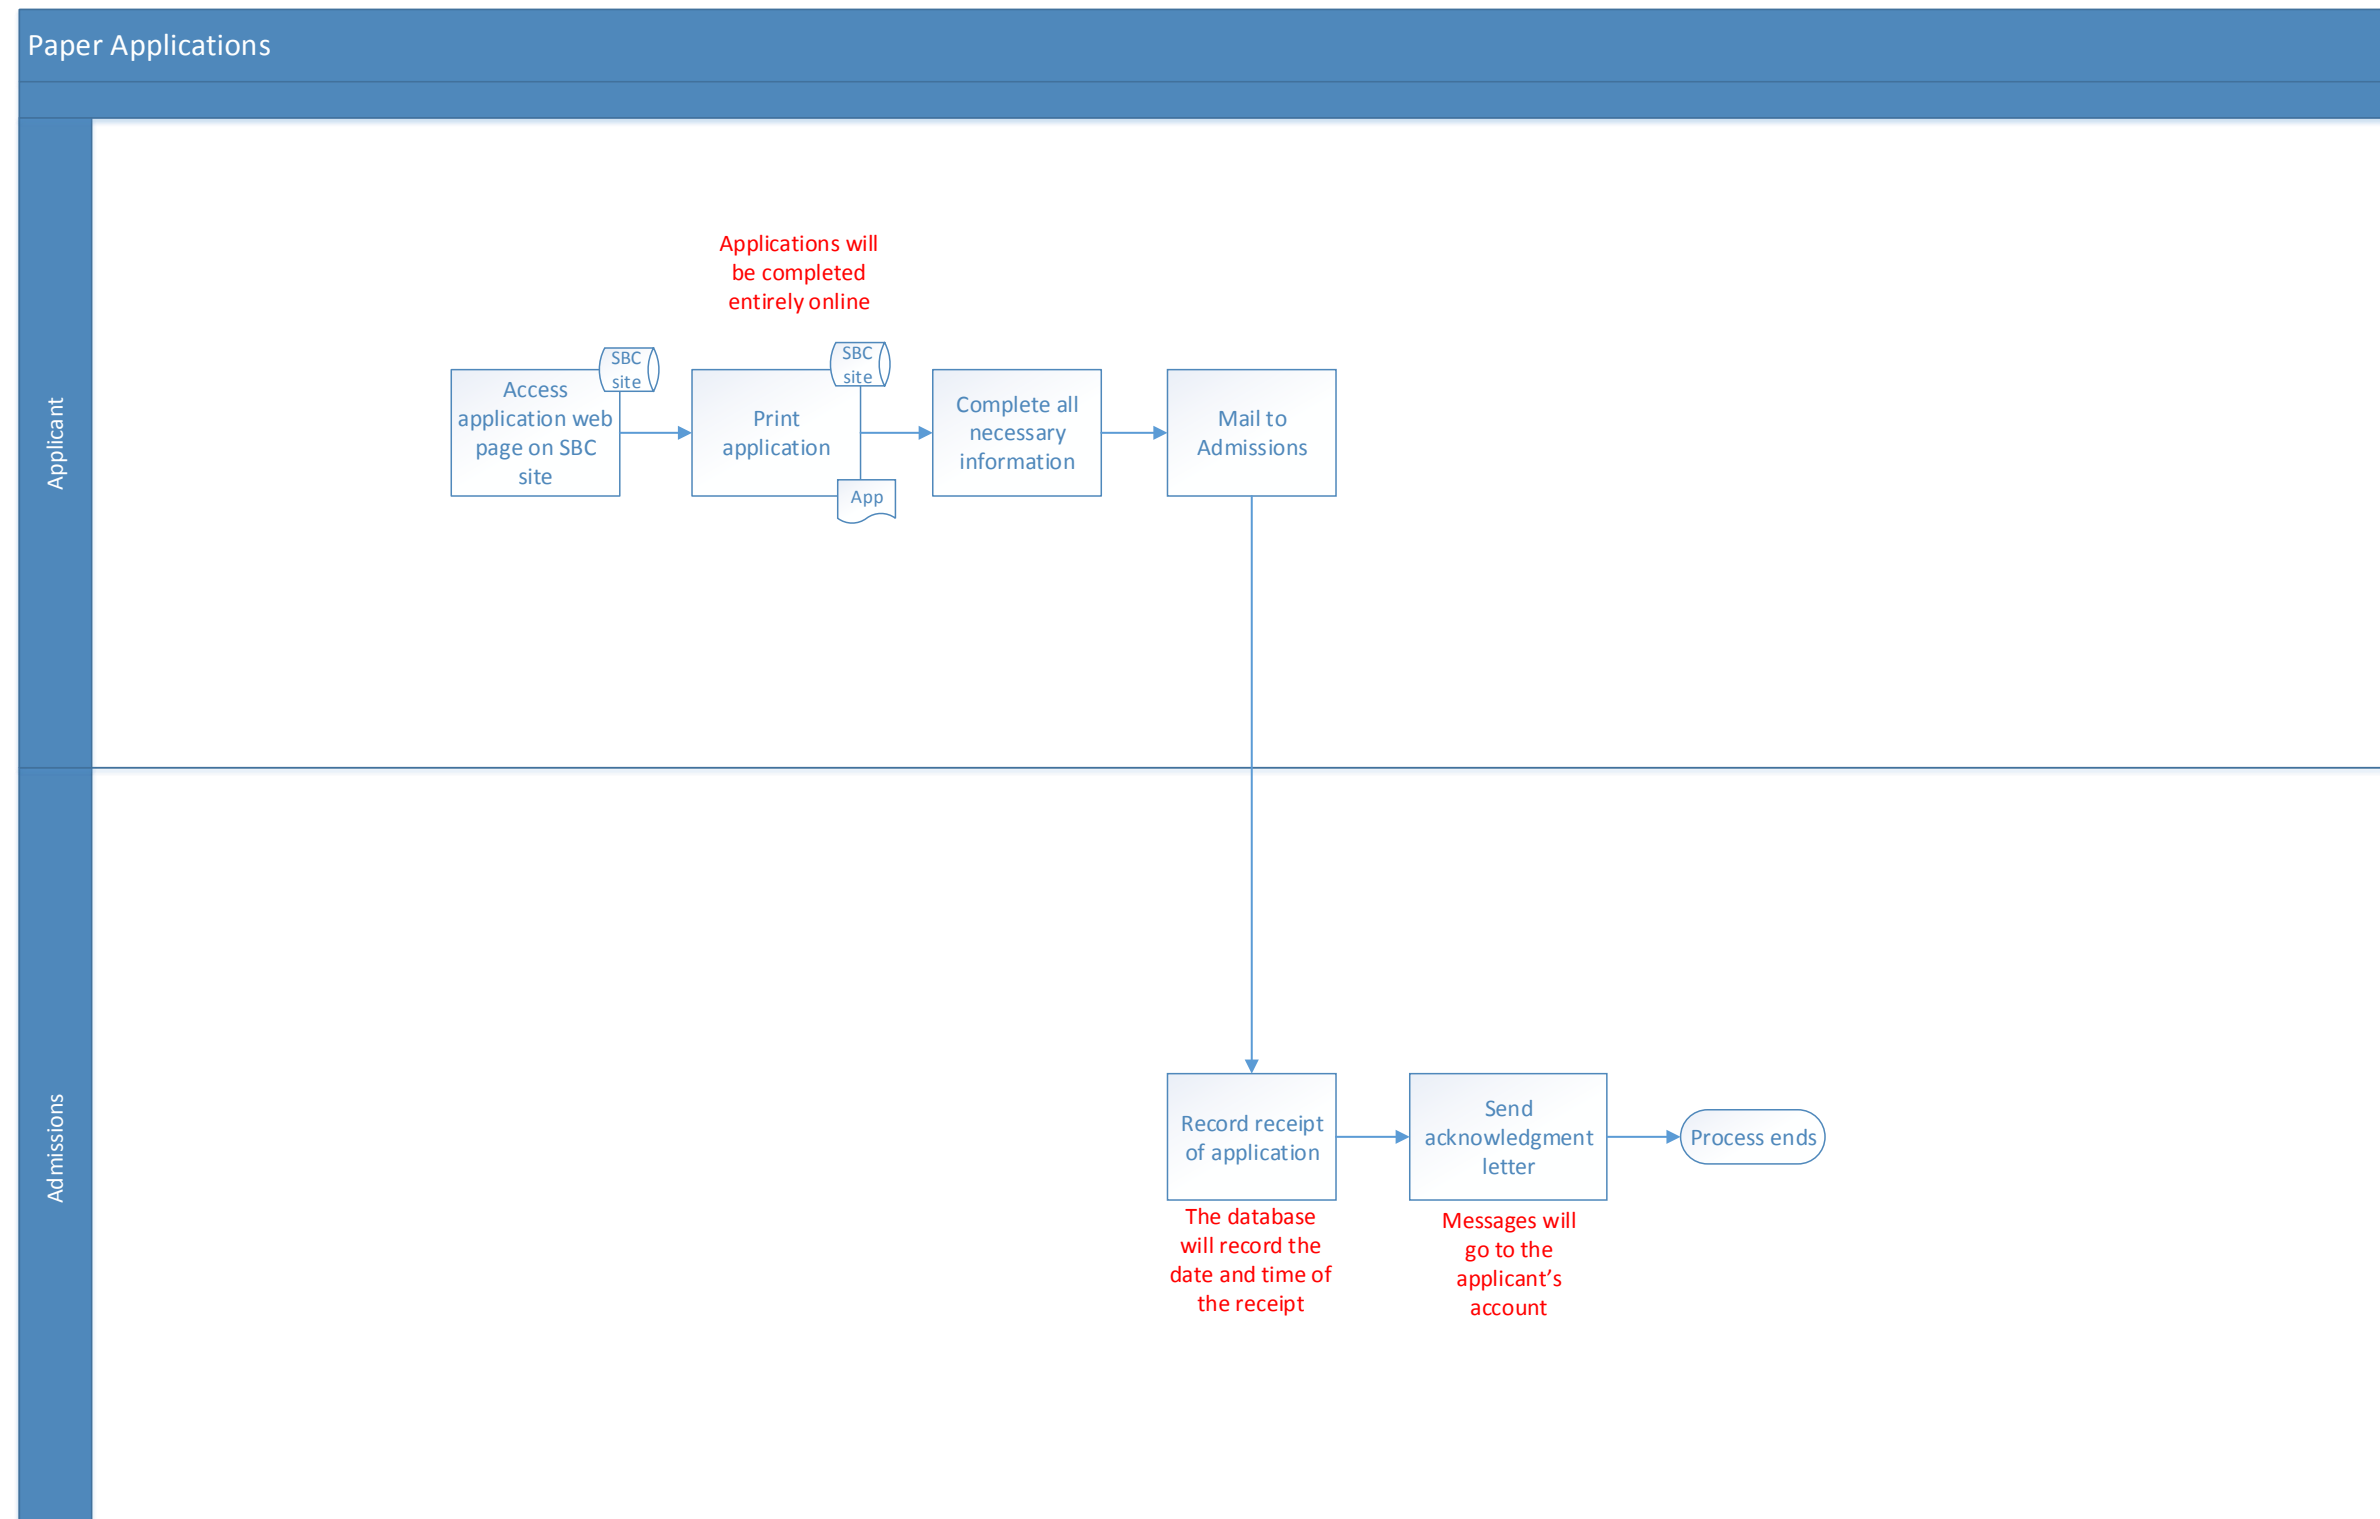 Paper Applications
Applicant
Applications will
be completed
entirely online
SBC
site
Access
application web
page on SBC
site
SBC
site
Print
application
App
Complete all
necessary
information
Mail to
Admissions
Admissions
Record receipt
of application
Send
acknowledgment
letter
Process ends
The database
will record the
date and time of
the receipt
Messages will
go to the
applicant’s
account